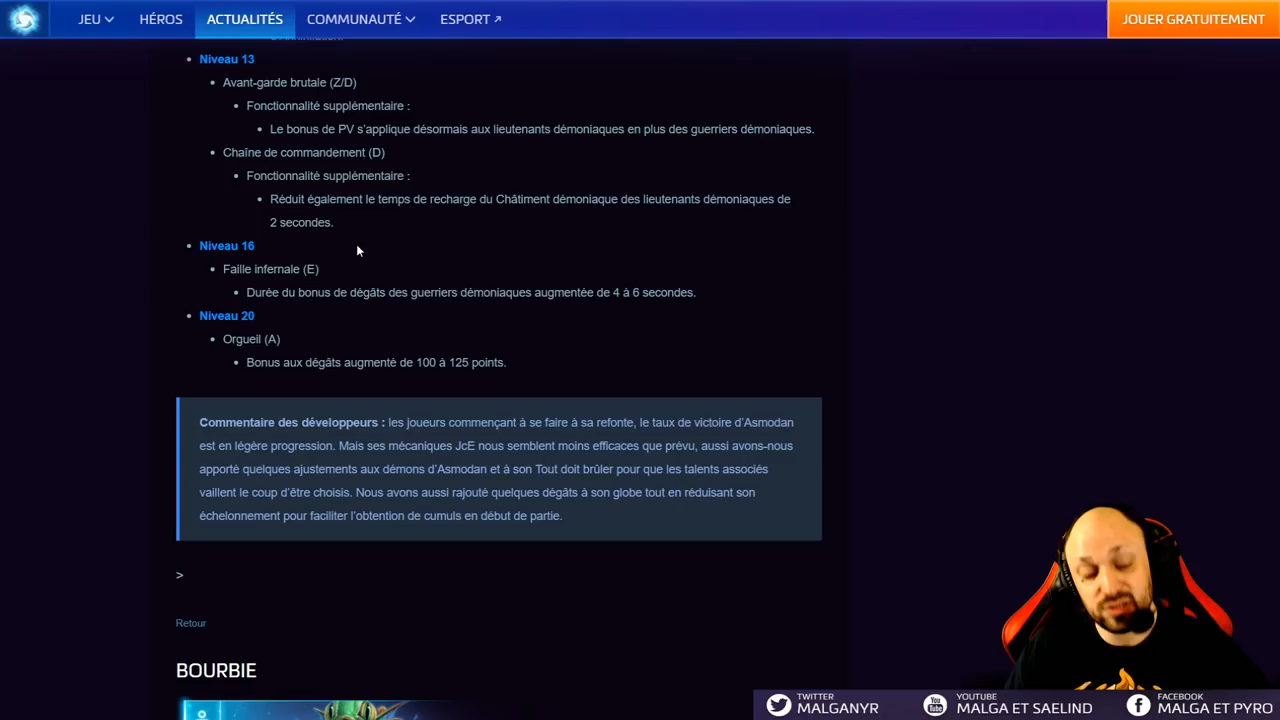 JEU HÉROS ACTUALITÉS COMMUNAUTÉ ESPORT JOUER GRATUITEMENT
Niveau 13
Avant-garde brutale (Z/D)
Fonctionnalité supplémentaire :
Le bonus de PV s'applique désormais aux lieutenants démoniaques en plus des guerriers démoniaques.
Chaîne de commandement (D)
Fonctionnalité supplémentaire :
Réduit également le temps de recharge du Châtiment démoniaque des lieutenants démoniaques de
2 secondes.
Niveau 16
Faille infernale (E)
Durée du bonus de dégâts des guerriers démoniaques augmentée de 4 à 6 secondes.
Niveau 20
Orgueil (A)
Bonus aux dégâts augmenté de 100 à 125 points.
Commentaire des développeurs : les joueurs commençant à se faire à sa refonte, le taux de victoire d'Asmodan
est en légère progression. Mais ses mécaniques JcE nous semblent moins efficaces que prévu, aussi avons-nous
apporté quelques ajustements aux démons d'Asmodan et à son Tout doit brûler pour que les talents associés
vaillent le coup d'être choisis. Nous avons aussi rajouté quelques dégâts à son globe tout en réduisant son
échelonnement pour faciliter l'obtention de cumuls en début de partie.
>
Retour
BOURBIE
TWITTER
MALGANYR
YOUTUBE
MALGA ET SAELIND
FACEBOOK
MALGA ET PYRO